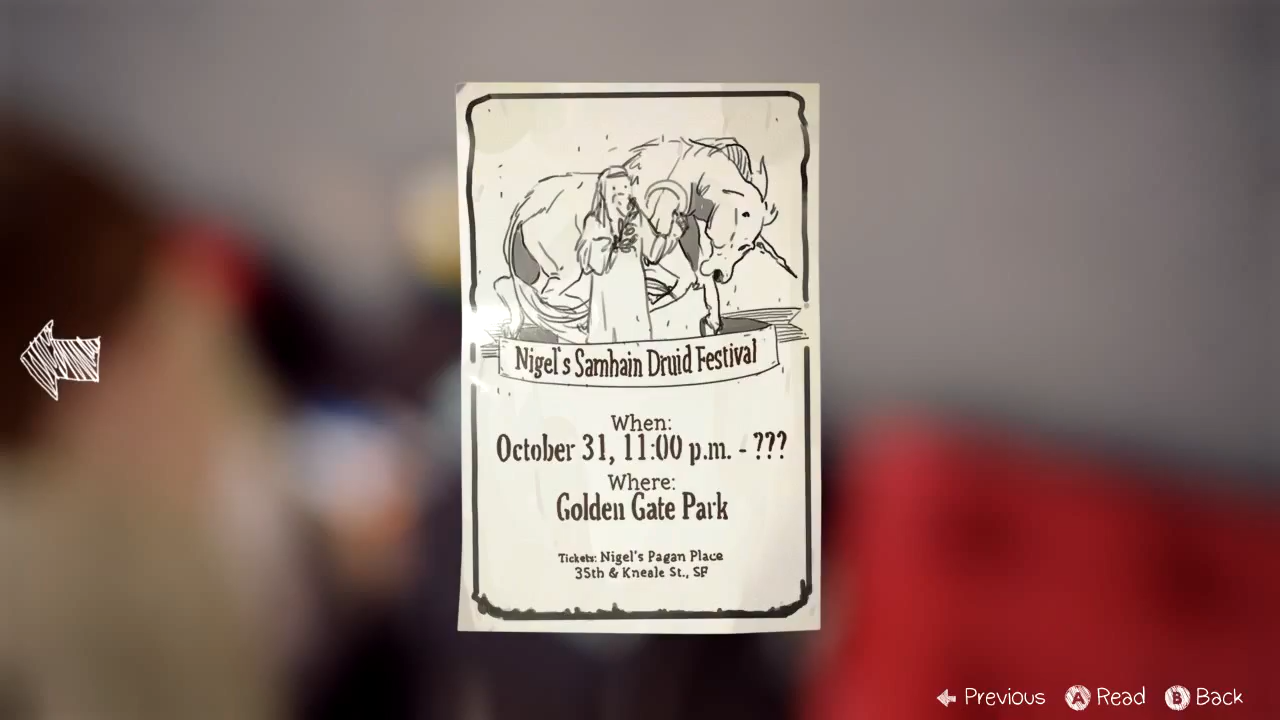 Nigel's Samhain Druid Festival
When:
October 31, 11:00 p.m. - ???
Where:
Golden Gate Park
Tickets: Nigel's Pagan Place
35th & Kneale St., SF
Previous A Read B Back